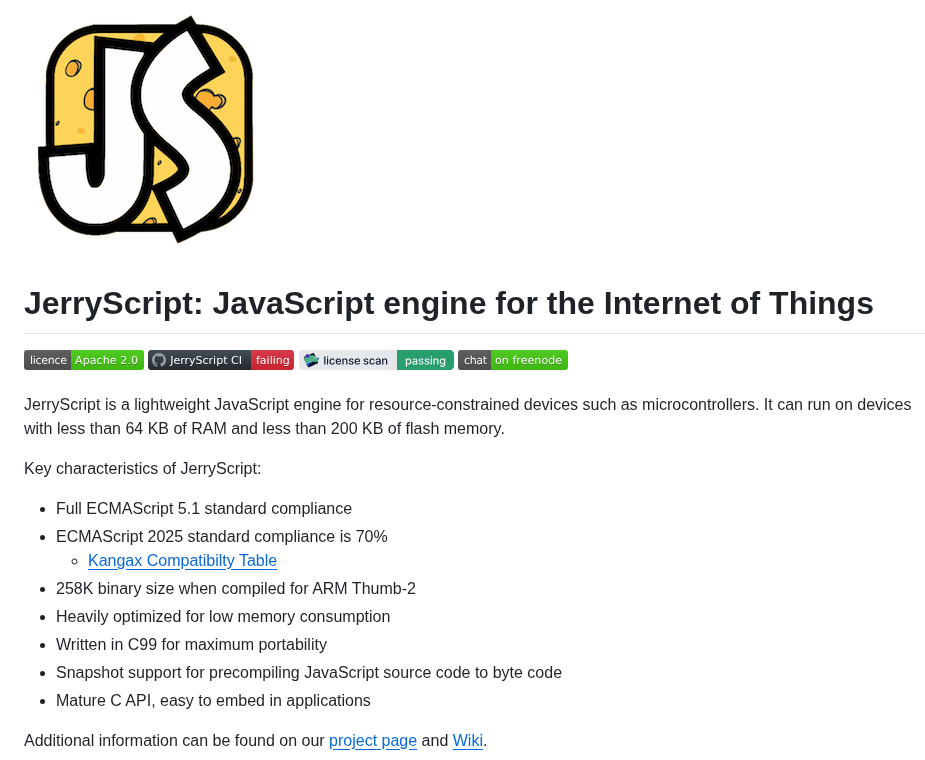 JS
JerryScript: JavaScript engine for the Internet of Things
licence Apache 2.0 JerryScript CI failing license scan passing chat on freenode
JerryScript is a lightweight JavaScript engine for resource-constrained devices such as microcontrollers. It can run on devices
with less than 64 KB of RAM and less than 200 KB of flash memory.
Key characteristics of JerryScript:
Full ECMAScript 5.1 standard compliance
ECMAScript 2025 standard compliance is 70%
Kangax Compatibilty Table
258K binary size when compiled for ARM Thumb-2
Heavily optimized for low memory consumption
Written in C99 for maximum portability
Snapshot support for precompiling JavaScript source code to byte code
Mature C API, easy to embed in applications
Additional information can be found on our project page and Wiki.